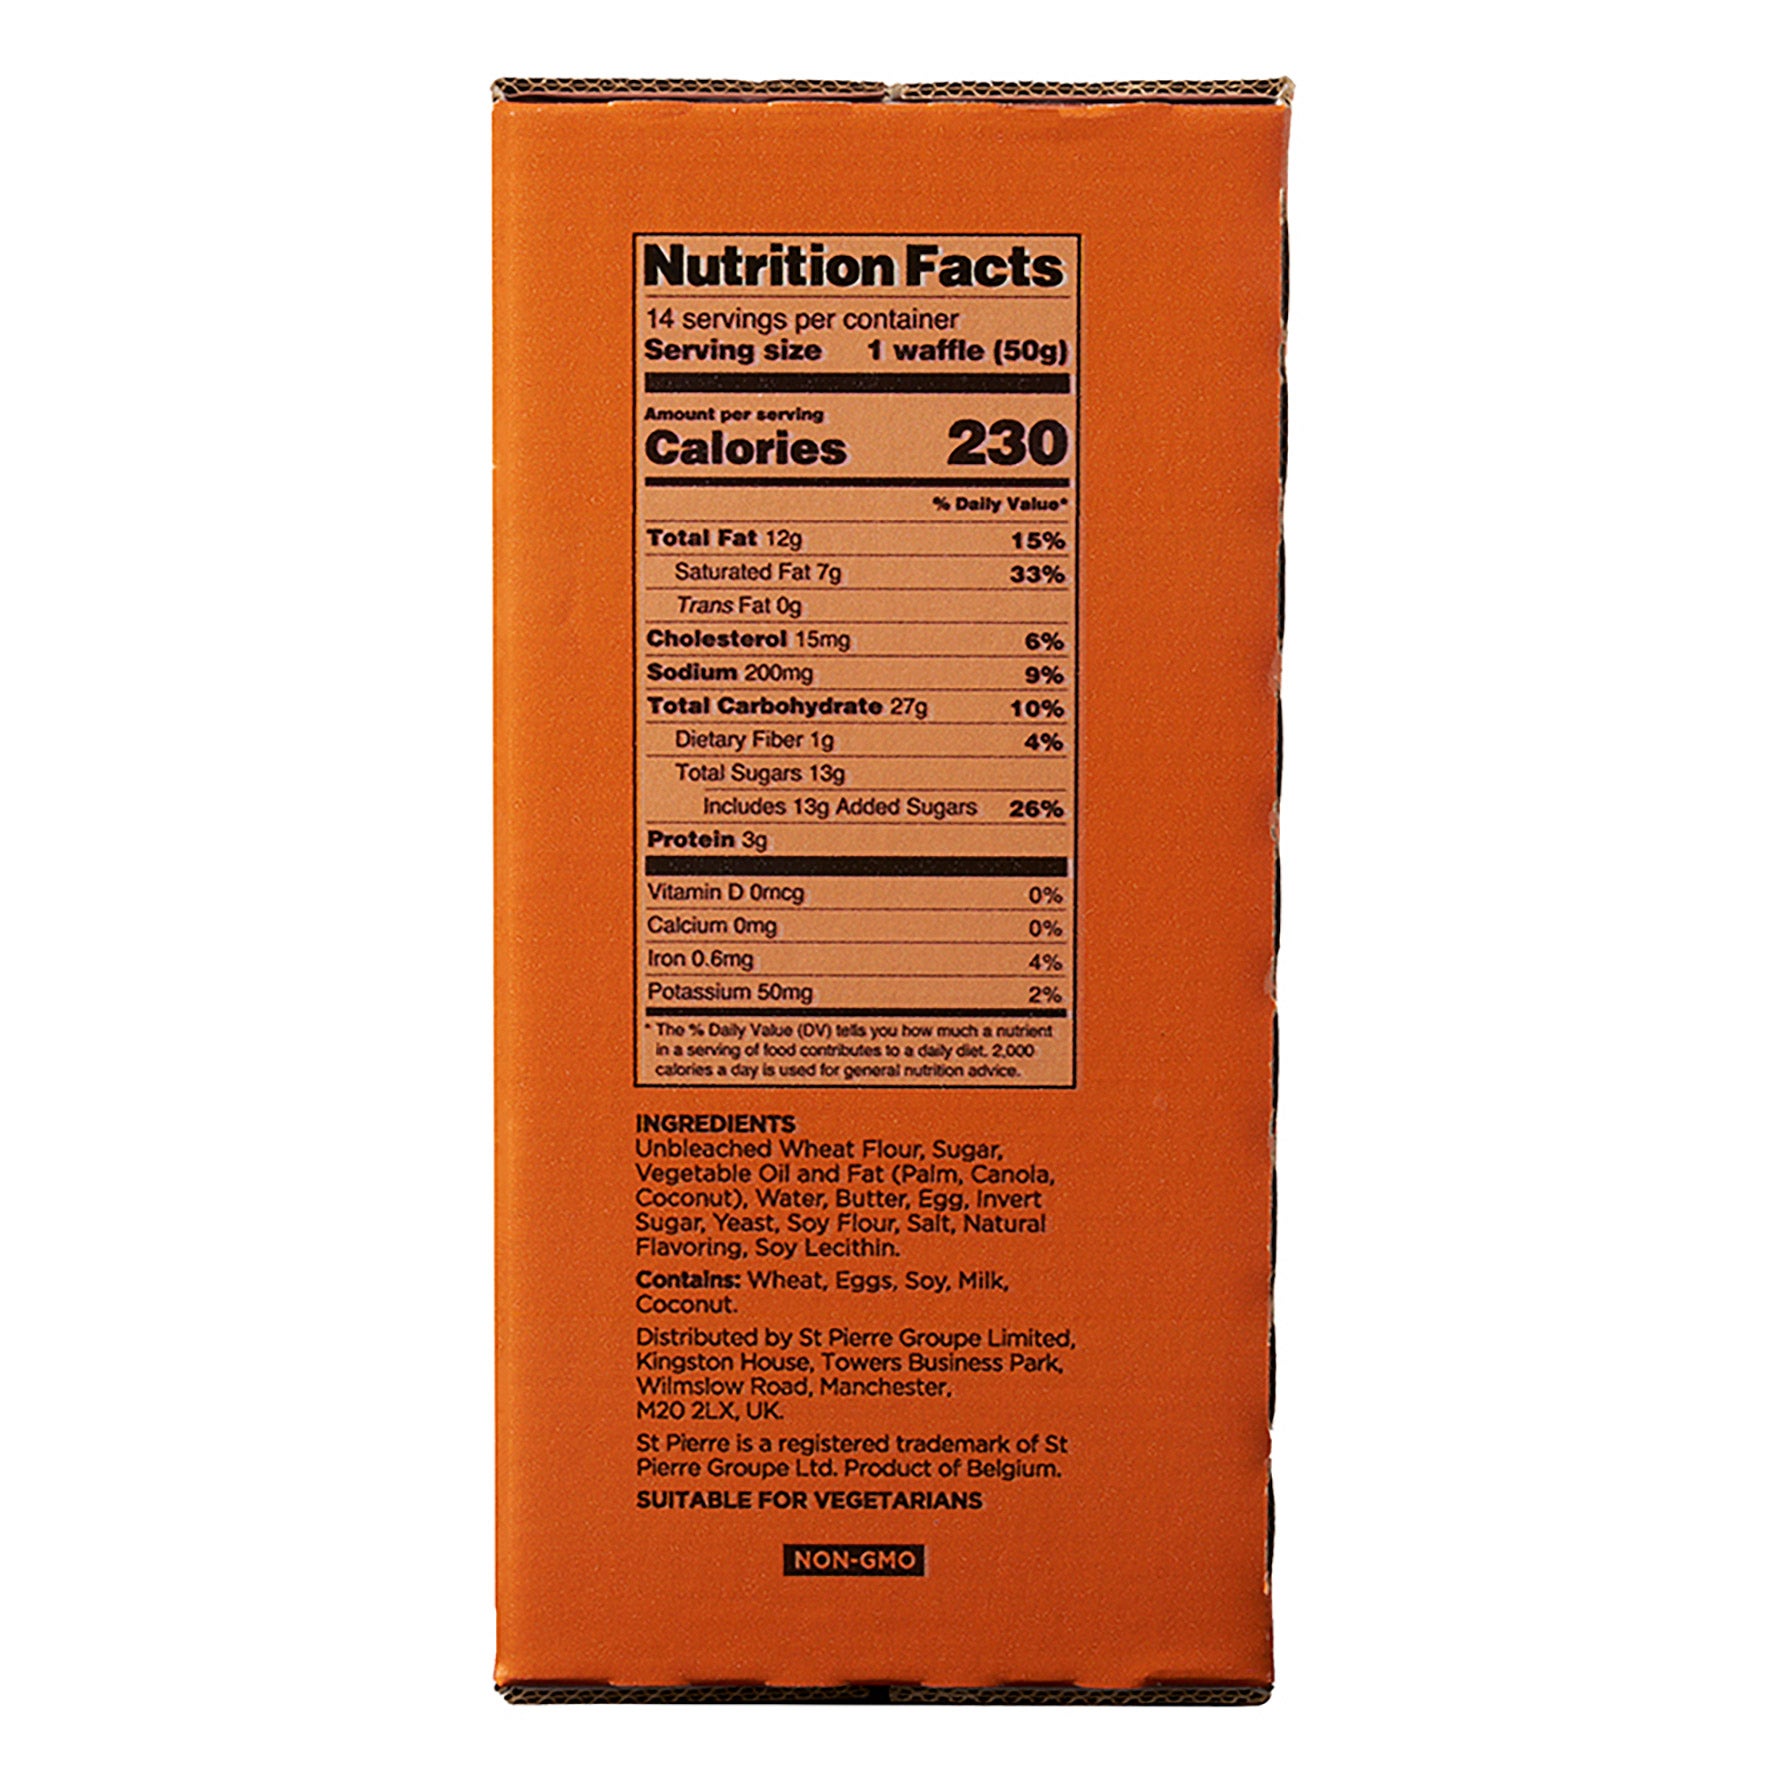 Nutrition Facts
14 servings per container
Serving size 1 waffle (50g)
Amount per serving
Calories 230
% Daily Value*
Total Fat 12g 15%
Saturated Fat 7g 33%
Trans Fat 0g
Cholesterol 15mg 6%
Sodium 200mg 9%
Total Carbohydrate 27g 10%
Dietary Fiber 1g 4%
Total Sugars 13g
Includes 13g Added Sugars 26%
Protein 3g
Vitamin D 0mcg 0%
Calcium 0mg 0%
Iron 0.6mg 4%
Potassium 50mg 2%
* The % Daily Value (DV) tells you how much a nutrient
in a serving of food contributes to a daily diet. 2,000
calories a day is used for general nutrition advice.
INGREDIENTS
Unbleached Wheat Flour, Sugar,
Vegetable Oil and Fat (Palm, Canola,
Coconut), Water, Butter, Egg, Invert
Sugar, Yeast, Soy Flour, Salt, Natural
Flavoring, Soy Lecithin.
Contains: Wheat, Eggs, Soy, Milk,
Coconut.
Distributed by St Pierre Groupe Limited,
Kingston House, Towers Business Park,
Wilmslow Road, Manchester,
M20 2LX, UK.
St Pierre is a registered trademark of St
Pierre Groupe Ltd. Product of Belgium.
SUITABLE FOR VEGETARIANS
NON-GMO